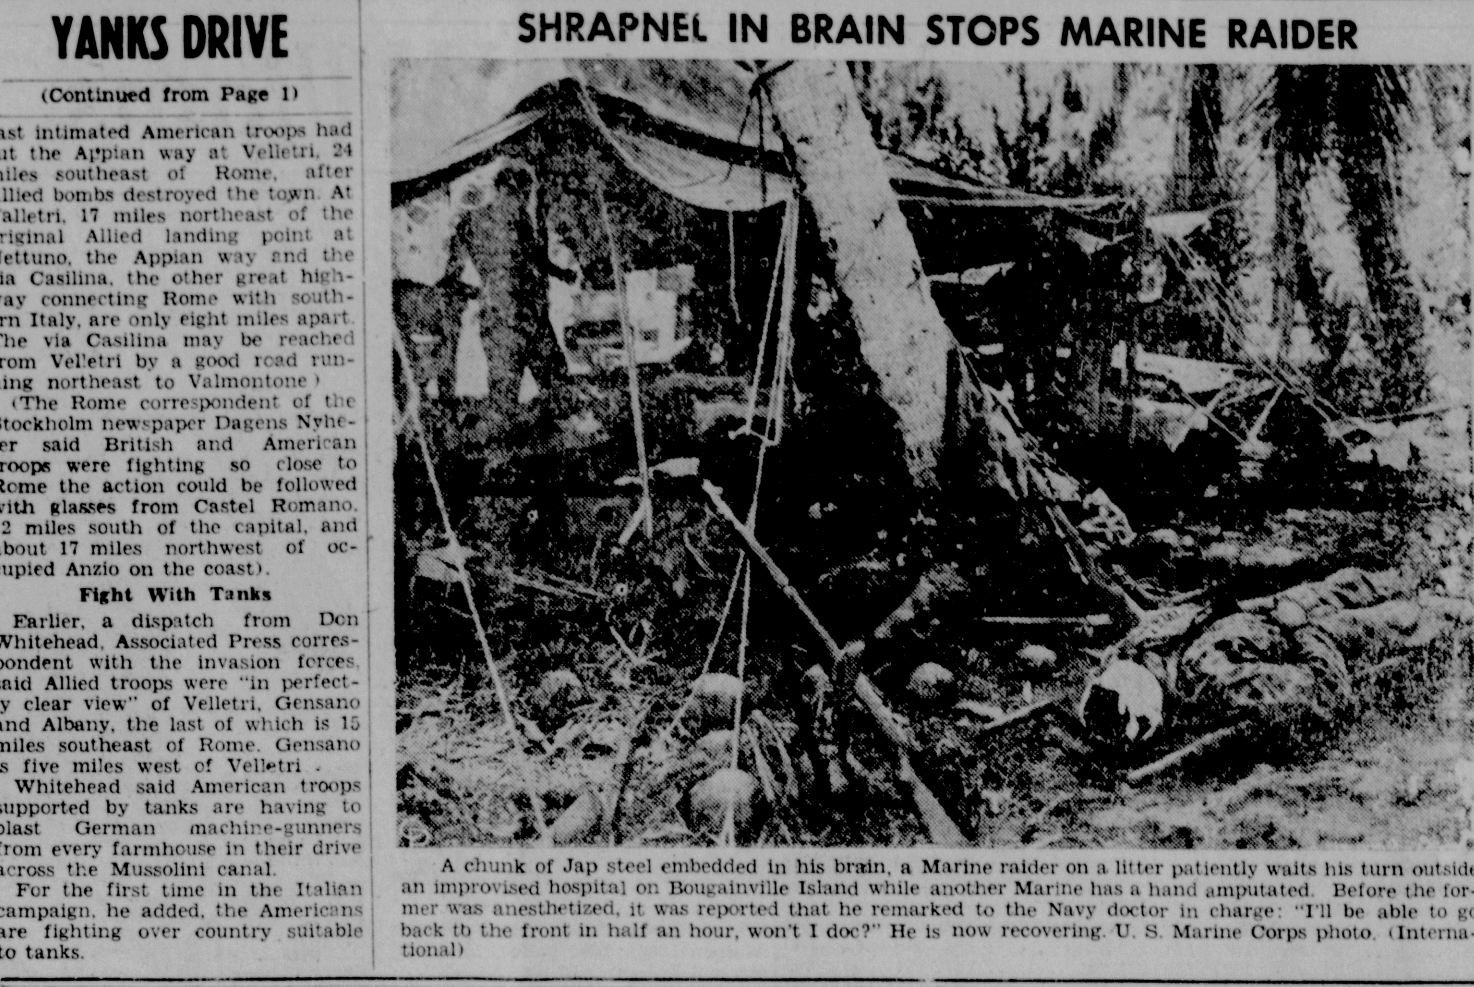 YANKS DRIVE
(Continued from Page 1)
ast intimated American troops had
ut the Appian way at Velletri, 24
iles southeast of Rome, after
llied bombs destroyed the town. At
alletri, 17 miles northeast of the
riginal Allied landing point at
ettuno, the Appian way and the
ia Casilina, the other great high-
ay connecting Rome with south-
rn Italy, are only eight miles apart.
The via Casilina may be reached
rom Velletri by a good road run-
ing northeast to Valmontone)
(The Rome correspondent of the
Stockholm newspaper Dagens Nyhe-
er said British and American
roops were fighting so close to
Rome the action could be followed
with glasses from Castel Romano,
2 miles south of the capital, and
bout 17 miles northwest of oc-
upied Anzio on the coast).
Fight With Tanks
Earlier, a dispatch from Don
Whitehead, Associated Press corres-
pondent with the invasion forces,
said Allied troops were "in perfect-
y clear view" of Velletri, Gensano
and Albany, the last of which is 15
miles southeast of Rome. Gensano
s five miles west of Velletri .
Whitehead said American troops
supported by tanks are having to
blast German machine-gunners
from every farmhouse in their drive
across the Mussolini canal.
For the first time in the Italian
campaign, he added, the Americans
are fighting over country suitable
to tanks.
SHRAPNEL IN BRAIN STOPS MARINE RAIDER
A chunk of Jap steel embedded in his brain, a Marine raider on a litter patiently waits his turn outside
an improvised hospital on Bougainville Island while another Marine has a hand amputated. Before the for-
mer was anesthetized, it was reported that he remarked to the Navy doctor in charge: "I'll be able to go
back to the front in half an hour, won't I doc?" He is now recovering. U. S. Marine Corps photo. (Interna-
tional)